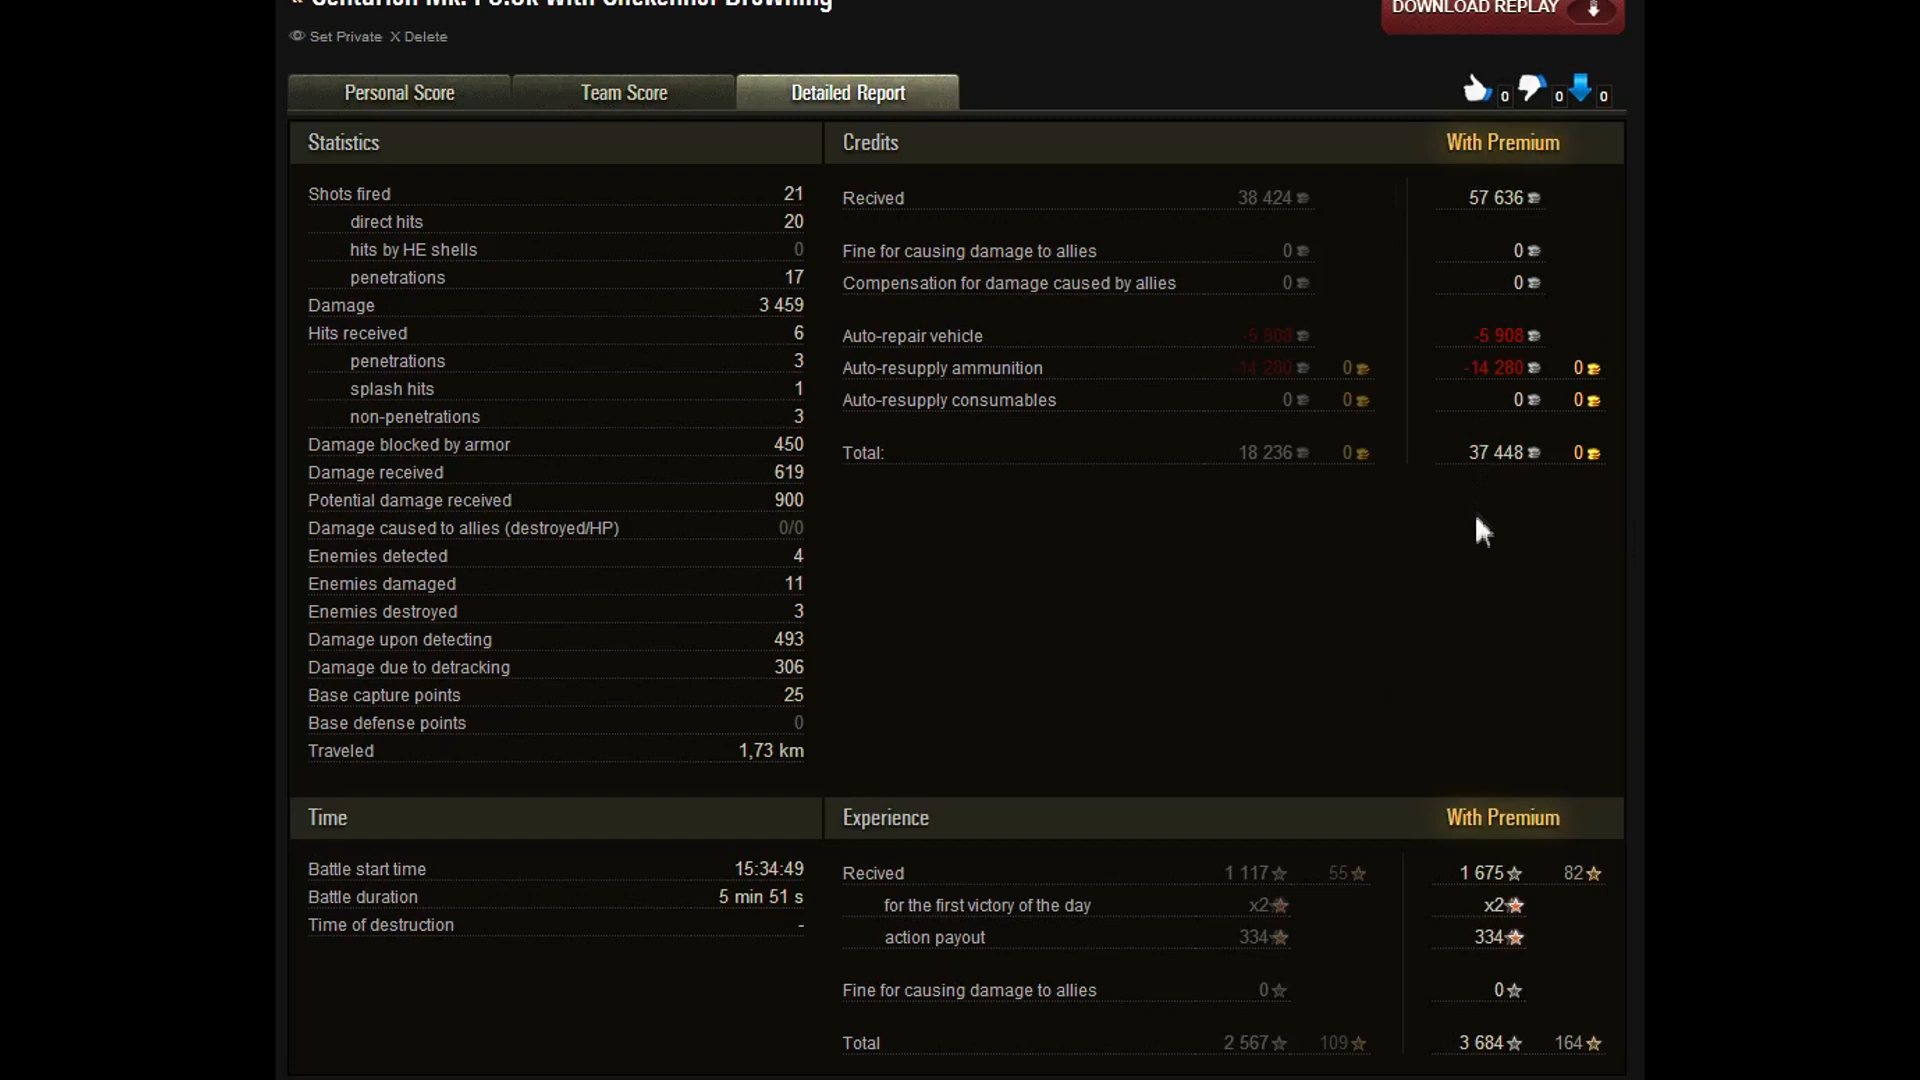 DOWNLOAD REPLAY
Set Private X Delete
Personal Score
Team Score
Detailed Report
0 0 0
Statistics
Shots fired 21
direct hits 20
hits by HE shells 0
penetrations 17
Damage 3 459
Hits received 6
penetrations 3
splash hits 1
non-penetrations 3
Damage blocked by armor 450
Damage received 619
Potential damage received 900
Damage caused to allies (destroyed/HP) 0/0
Enemies detected 4
Enemies damaged 11
Enemies destroyed 3
Damage upon detecting 493
Damage due to detracking 306
Base capture points 25
Base defense points 0
Traveled 1,73 km
Credits With Premium
Recived 38 424 57 636
Fine for causing damage to allies 0 0
Compensation for damage caused by allies 0 0
Auto-repair vehicle -5 908 -5 908
Auto-resupply ammunition -14 280 0 -14 280 0
Auto-resupply consumables 0 0 0 0
Total: 18 236 0 37 448 0
Time
Battle start time 15:34:49
Battle duration 5 min 51 s
Time of destruction -
Experience With Premium
Recived 1 117 55 1 675 82
for the first victory of the day x2 x2
action payout 334 334
Fine for causing damage to allies 0 0
Total 2 567 109 3 684 164